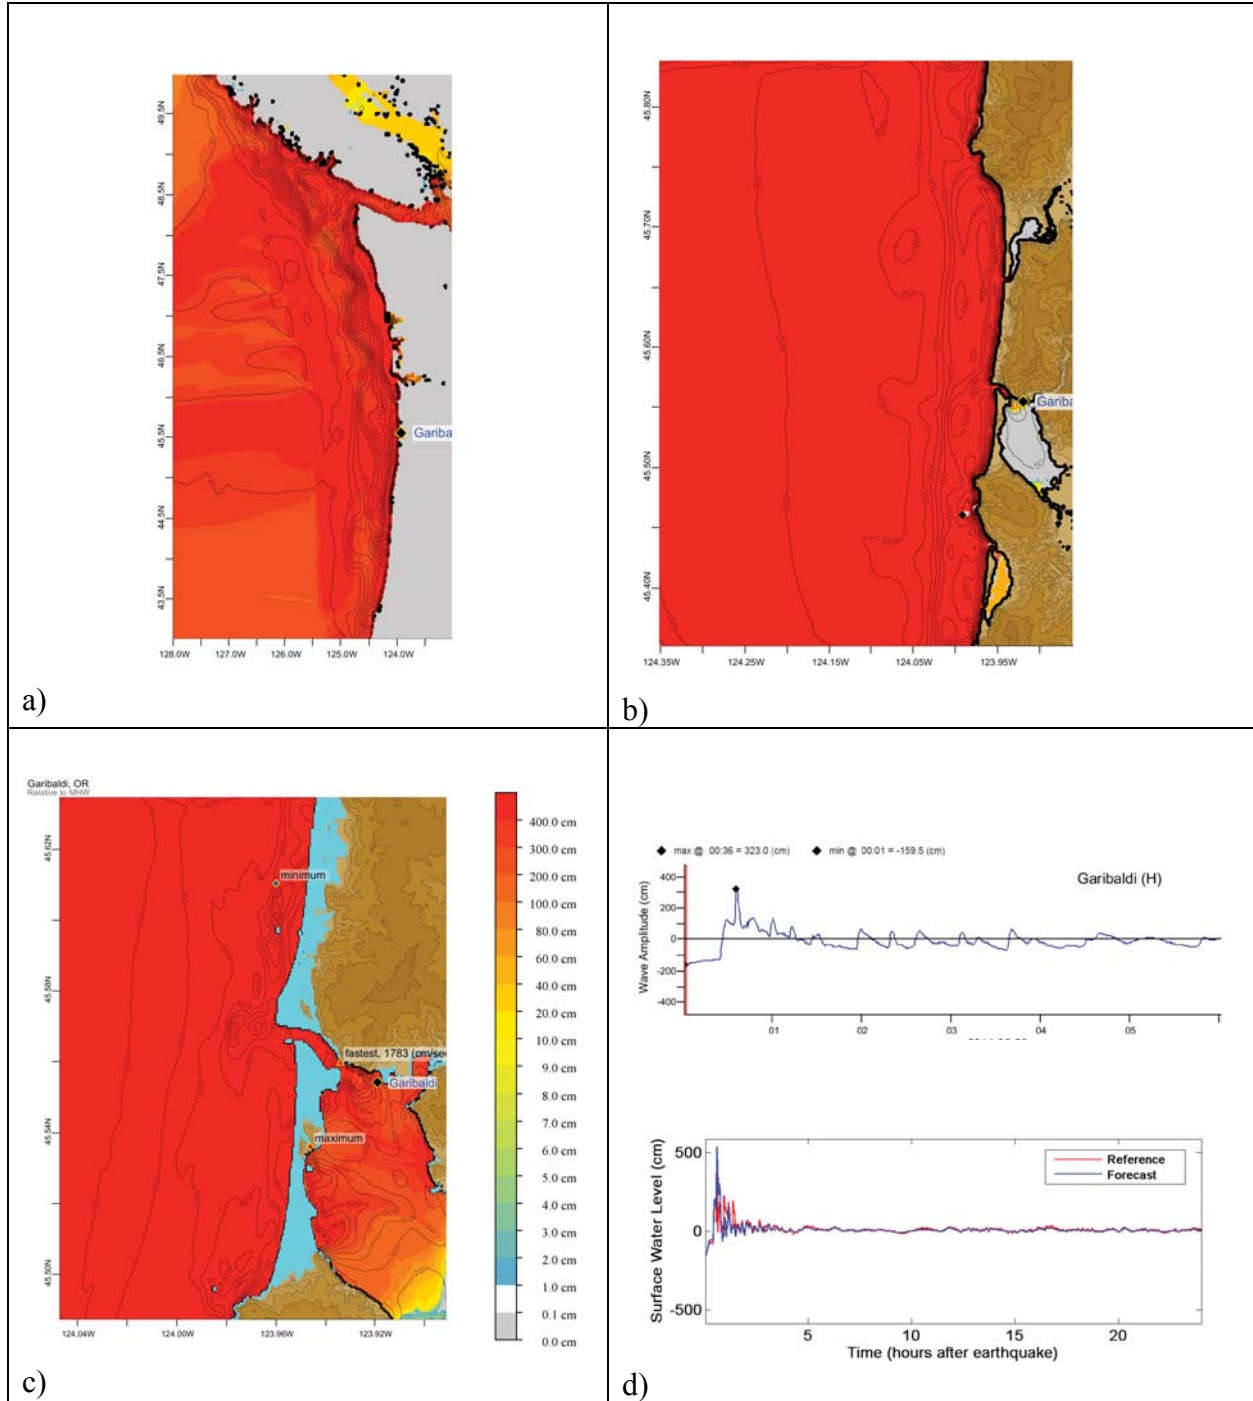 49.5N
48.5N
47.5N
46.5N
45.5N
44.5N
43.5N
Gariba
128.0W 127.0W 126.0W 125.0W 124.0W
a)
45.80N
45.70N
45.60N
45.50N
45.40N
Gariba
124.35W 124.25W 124.15W 124.05W 123.95W
b)
Garibaldi, OR
Relative to MHW
45.62N
45.58N
45.54N
45.50N
minimum
fastest, 1783 (cm/sec
Garibaldi
maximum
124.04W 124.00W 123.96W 123.92W
400.0 cm
300.0 cm
200.0 cm
80.0 cm
60.0 cm
40.0 cm
20.0 cm
10.0 cm
9.0 cm
8.0 cm
7.0 cm
6.0 cm
5.0 cm
4.0 cm
3.0 cm
2.0 cm
1.0 cm
0.1 cm
0.0 cm
c)
max @ 00:36 = 323.0 (cm) min @ 00:01 = -159.5 (cm)
Garibaldi (H)
Wave Amplitude (cm)
400
200
0
-200
-400
01 02 03 04 05
Reference
Forecast
Surface Water Level (cm)
500
0
-500
5 10 15 20
Time (hours after earthquake)
d)